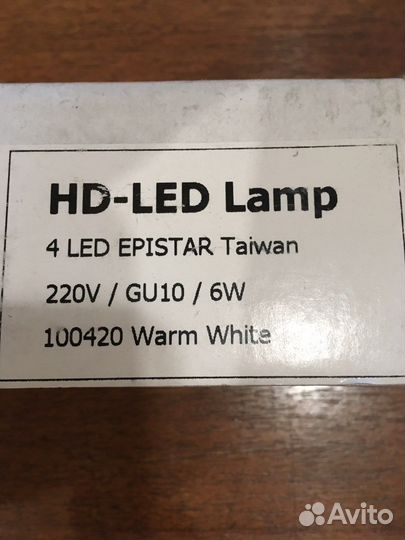 HD-LED Lamp
4 LED EPISTAR Taiwan
220V / GU10 / 6W
100420 Warm White
Avito